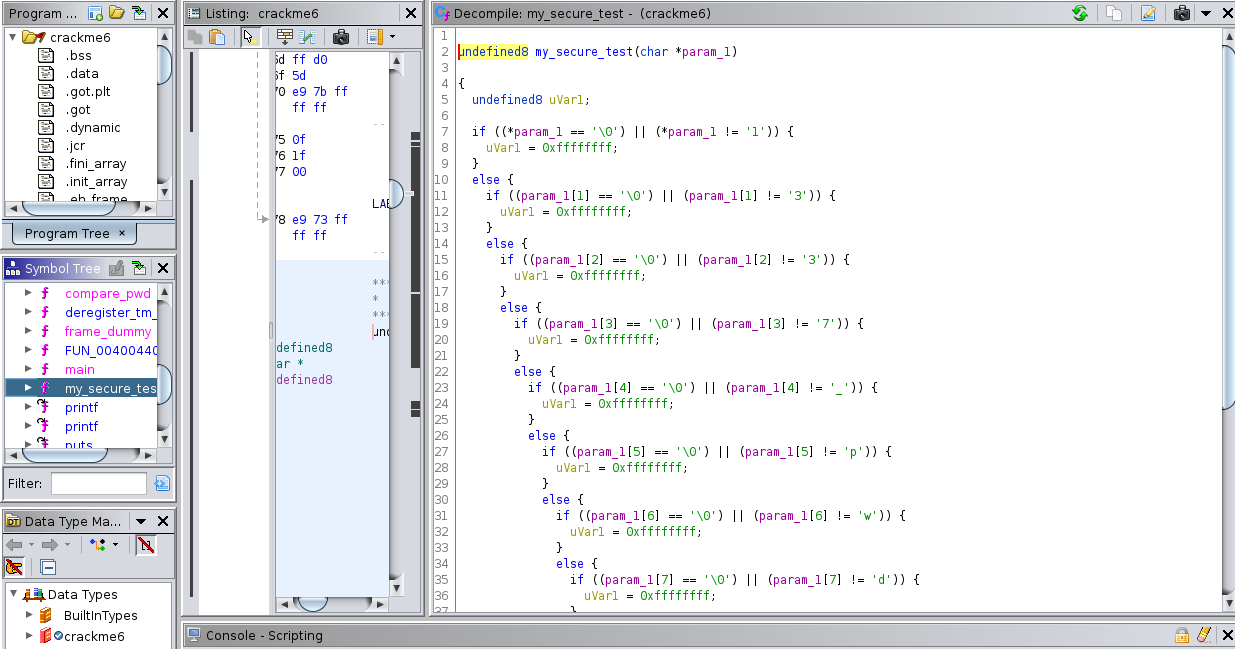 Program ...
crackme6
.bss
.data
.got.plt
.got
.dynamic
.jcr
.fini_array
.init_array
Program Tree ×
Symbol Tree
compare_pwd
deregister_tm_
frame_dummy
FUN_00400440
main
my_secure_tes
printf
printf
puts
Filter:
Data Type Ma...
Data Types
BuiltInTypes
crackme6
Listing: crackme6
6d ff d0
6f 5d
70 e9 7b ff
ff ff
75 0f
76 1f
77 00
LAB
78 e9 73 ff
ff ff
***
*
***
und
defined8
ar *
defined8
Decompile: my_secure_test - (crackme6)
1
2 undefined8 my_secure_test(char *param_1)
3
4 {
5 undefined8 uVar1;
6
7 if ((*param_1 == '\0') || (*param_1 != '1')) {
8 uVar1 = 0xffffffff;
9 }
10 else {
11 if ((param_1[1] == '\0') || (param_1[1] != '3')) {
12 uVar1 = 0xffffffff;
13 }
14 else {
15 if ((param_1[2] == '\0') || (param_1[2] != '3')) {
16 uVar1 = 0xffffffff;
17 }
18 else {
19 if ((param_1[3] == '\0') || (param_1[3] != '7')) {
20 uVar1 = 0xffffffff;
21 }
22 else {
23 if ((param_1[4] == '\0') || (param_1[4] != '_')) {
24 uVar1 = 0xffffffff;
25 }
26 else {
27 if ((param_1[5] == '\0') || (param_1[5] != 'p')) {
28 uVar1 = 0xffffffff;
29 }
30 else {
31 if ((param_1[6] == '\0') || (param_1[6] != 'w')) {
32 uVar1 = 0xffffffff;
33 }
34 else {
35 if ((param_1[7] == '\0') || (param_1[7] != 'd')) {
36 uVar1 = 0xffffffff;
37 }
Console - Scripting